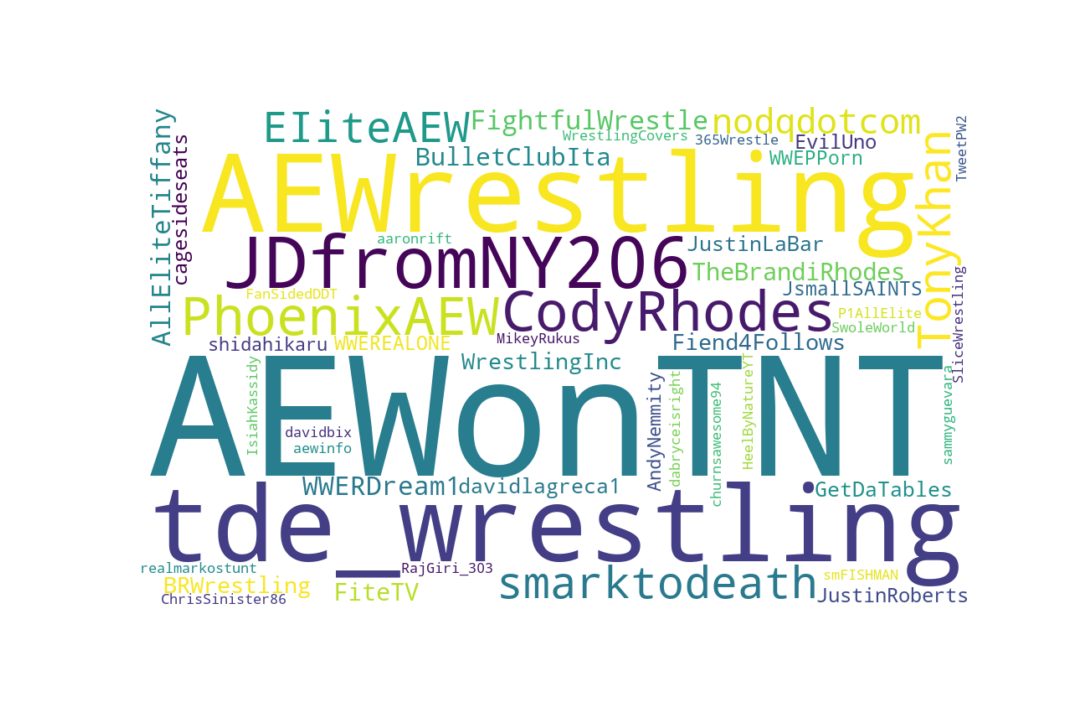 AllEliteTiffany
cagesideseats
EIiteAEW
FightfulWrestle
nodqdotcom
TweetPW2
WrestlingCovers
365Wrestle
EvilUno
BulletClubIta
WWEPPorn
AEWrestling
TonyKhan
JDfromNY206
aaronrift
JustinLaBar
TheBrandiRhodes
JsmallSAINTS
SliceWrestling
FanSidedDDT
PhoenixAEW
CodyRhodes
P1AllElite
SwoleWorld
shidahikaru
WWEREALONE
MikeyRukus
Fiend4Follows
WrestlingInc
AEWonTNT
IsiahKassidy
davidbix
aewinfo
AndyNemmity
dabryceisright
churnsawesome94
HeelByNatureYT
sammyguevara
WWERDream1
davidlagreca1
GetDaTables
tde_wrestling
realmarkostunt
RajGiri_303
BRWrestling
FiteTV
smarktodeath
smFISHMAN
ChrisSinister86
JustinRoberts